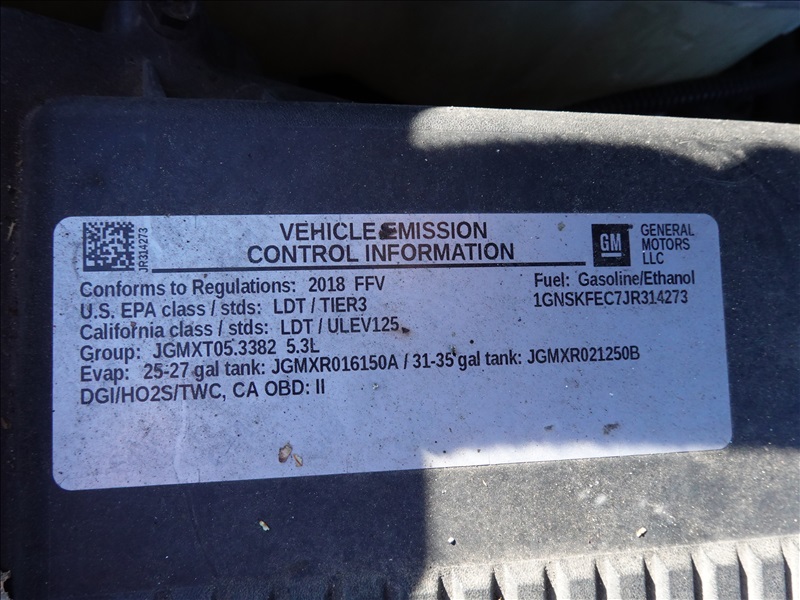 JR314273
VEHICLE EMISSION
CONTROL INFORMATION
GM
GENERAL
MOTORS
LLC
Conforms to Regulations: 2018 FFV
Fuel: Gasoline/Ethanol
U.S. EPA class / stds: LDT / TIER3
1GNSKFEC7JR314273
California class / stds: LDT / ULEV125
Group: JGMXT05.3382 5.3L
Evap: 25-27 gal tank: JGMXR016150A / 31-35 gal tank: JGMXR021250B
DGI/HO2S/TWC, CA OBD: II